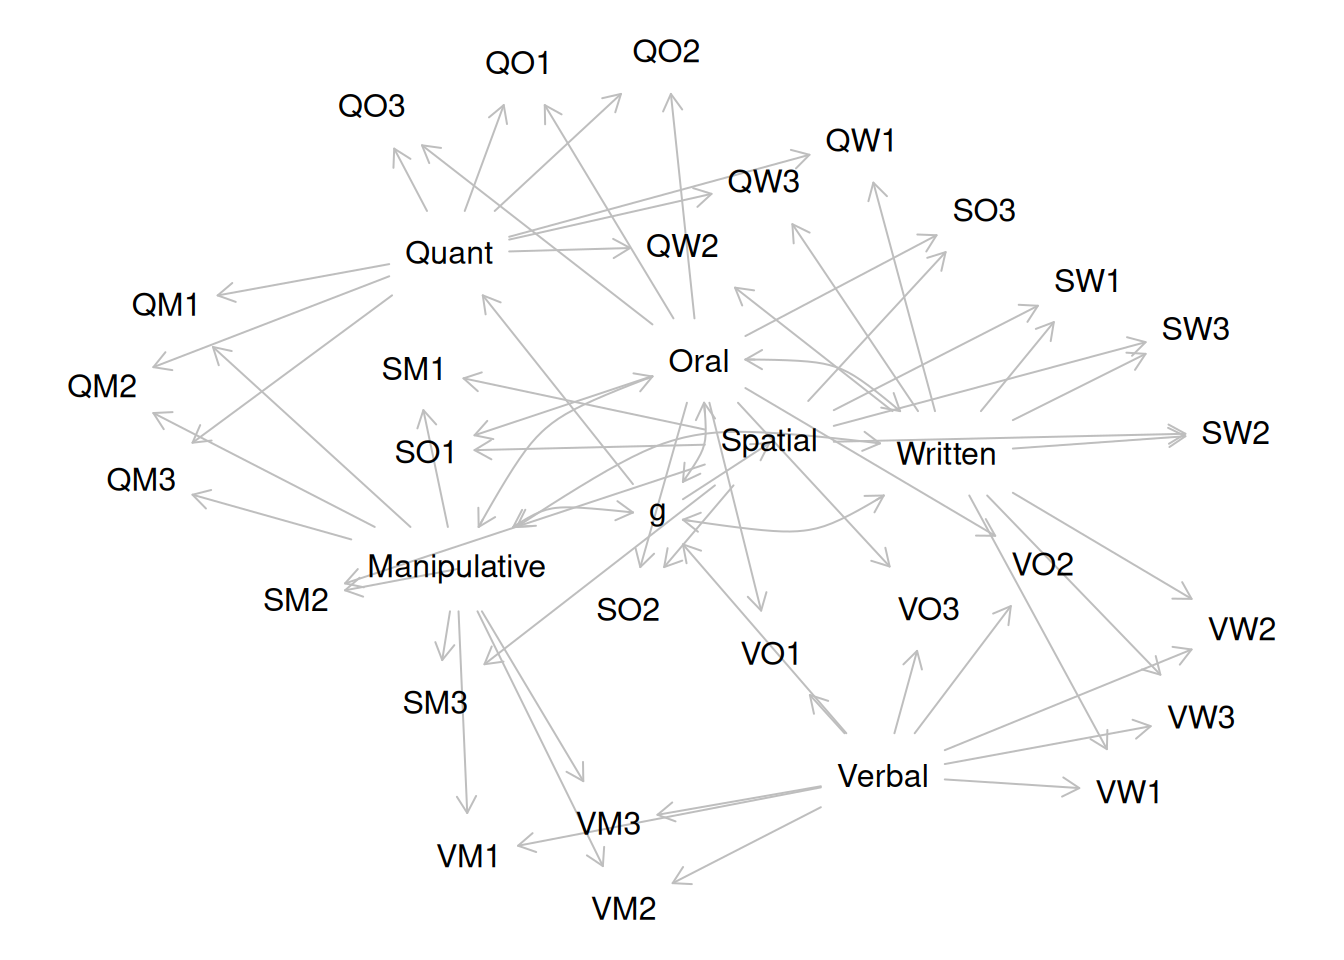 QO2
QO1
QO3
QW1
QW3
SO3
QW2
Quant
SW1
QM1
SW3
Oral
SM1
QM2
SW2
Spatial
SO1
Written
QM3
g
VO2
Manipulative
SM2
SO2
VO3
VW2
VO1
SM3
VW3
Verbal
VW1
VM3
VM1
VM2